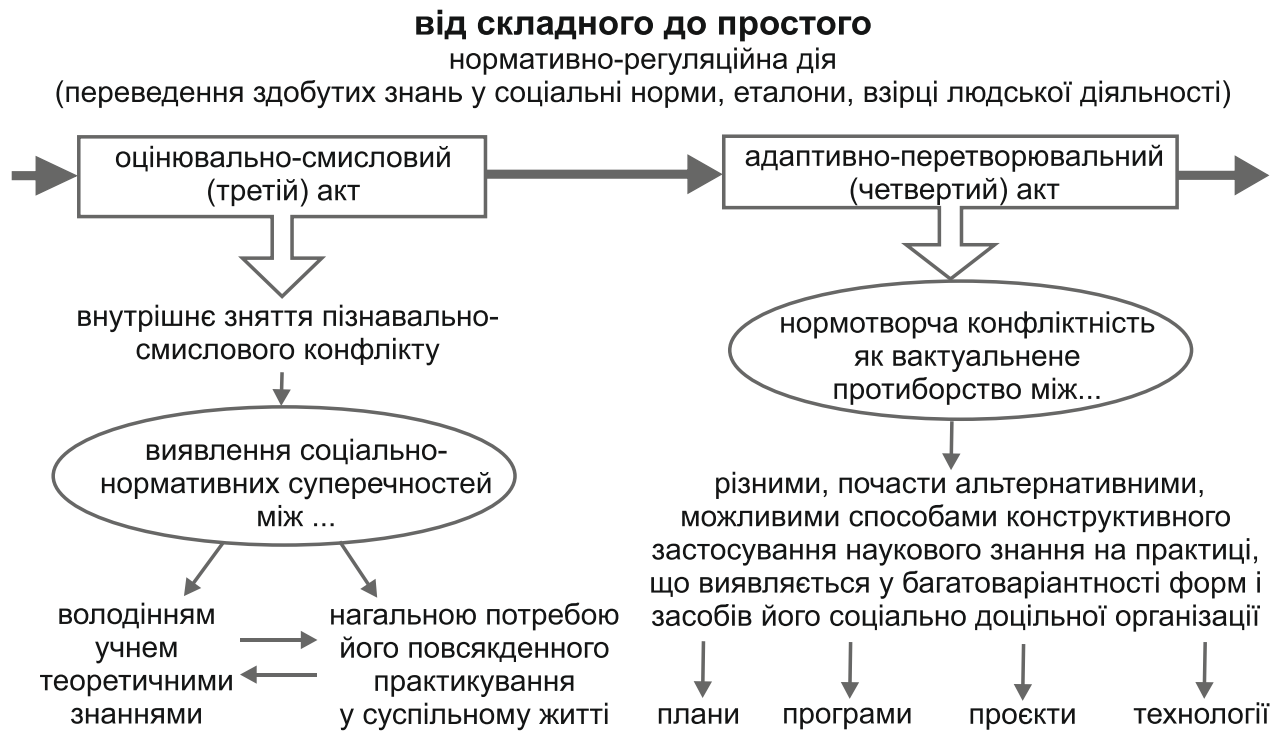 від складного до простого
нормативно-регуляційна дія
(переведення здобутих знань у соціальні норми, еталони, взірці людської діяльності)
оцінювально-смисловий
(третій) акт
адаптивно-перетворювальний
(четвертий) акт
внутрішнє зняття пізнавально-
смислового конфлікту
виявлення соціально-
нормативних суперечностей
між ...
володінням
учнем
теоретичними
знаннями
нагальною потребою
його повсякденного
практикування
у суспільному житті
нормотворча конфліктність
як вактуальнене
протиборство між...
різними, почасти альтернативними,
можливими способами конструктивного
застосування наукового знання на практиці,
що виявляється у багатоваріантності форм і
засобів його соціально доцільної організації
плани
програми
проєкти
технології